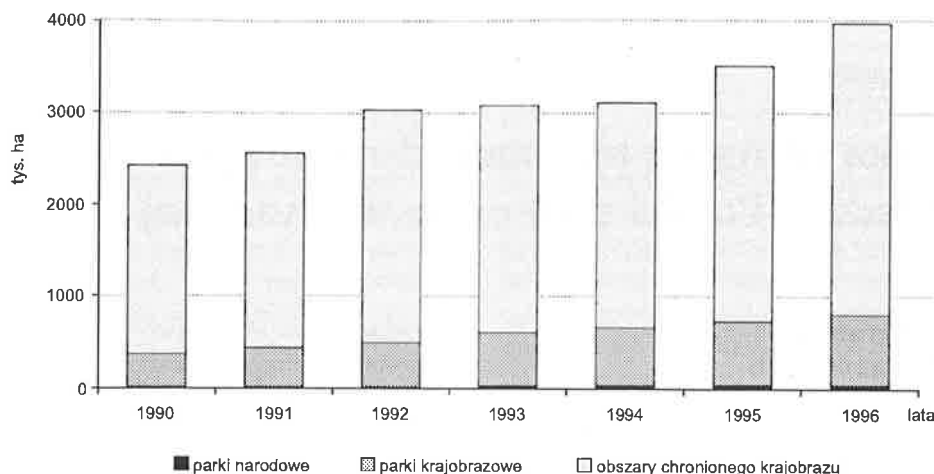 4000
3000
tys. ha
2000
1000
0
1990 1991 1992 1993 1994 1995 1996 lata
parki narodowe parki krajobrazowe obszary chronionego krajobrazu